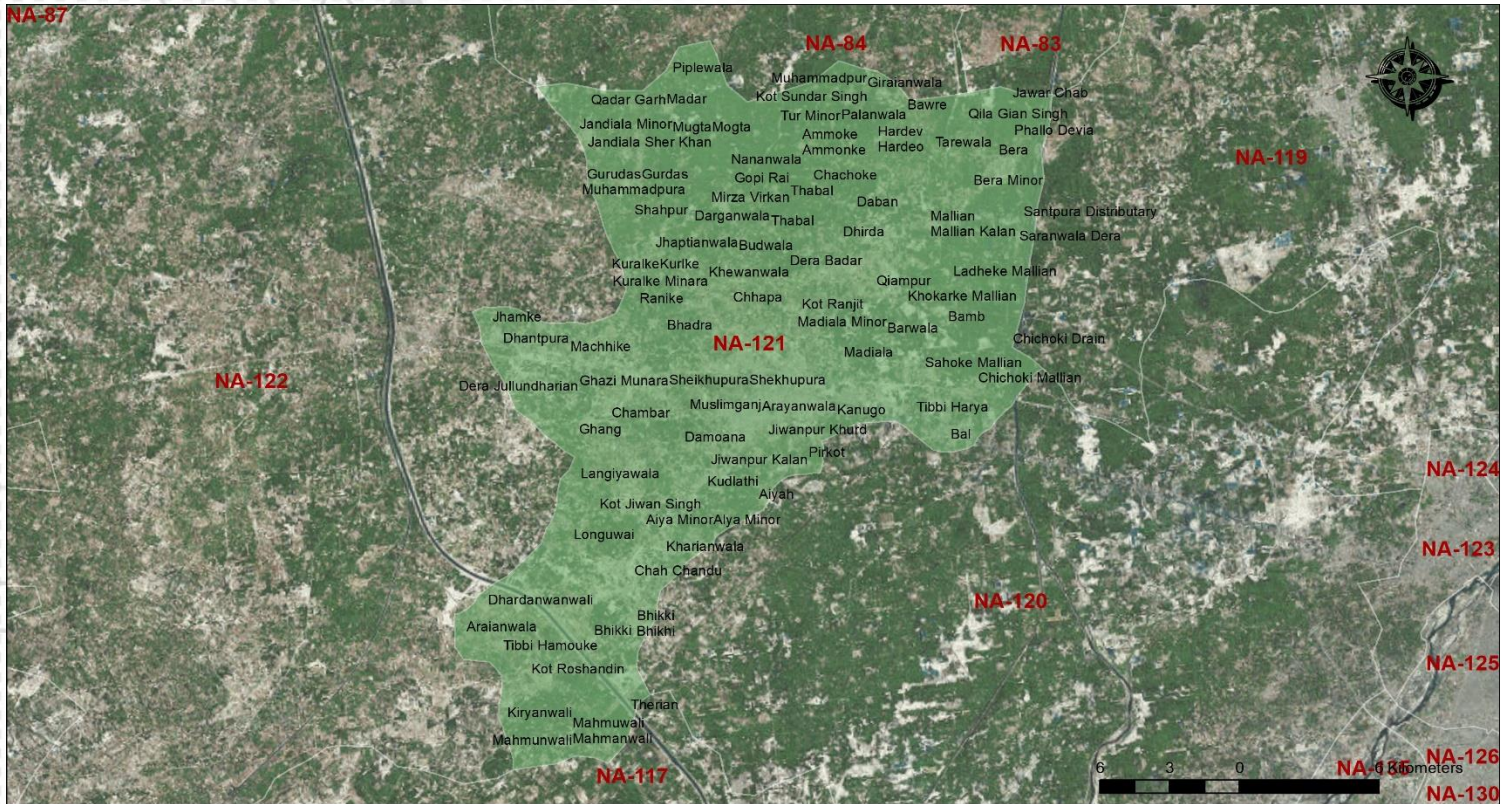 NA-87
NA-84
NA-83
Piplewala
Muhammadpur
Giraianwala
Jawar Chab
Qadar Garh
Madar
Kot Sundar Singh
Bawre
Tur Minor
Palanwala
Qila Gian Singh
Jandiala Minor
Mugta
Mogta
Ammoke
Hardev
Phallo Devia
Jandiala Sher Khan
Ammonke
Hardeo
Tarewala
Bera
NA-119
Nananwala
Gurudas
Gurdas
Gopi Rai
Chachoke
Bera Minor
Muhammadpura
Mirza Virkan
Thabal
Daban
Shahpur
Darganwala
Thabal
Mallian
Santpura Distributary
Dhirda
Mallian Kalan
Saranwala Dera
Jhaptianwala
Budwala
Kuralke
Kurlke
Khewanwala
Dera Badar
Ladheke Mallian
Kuralke Minara
Qiampur
Ranike
Chhapa
Kot Ranjit
Khokarke Mallian
Jhamke
Bhadra
Madiala Minor
Barwala
Bamb
Dhantpura
Machhike
NA-121
Madiala
Chichoki Drain
Sahoke Mallian
NA-122
Dera Jullundharian
Ghazi Munara
Sheikhupura
Shekhupura
Chichoki Mallian
Chambar
Muslimganj
Arayanwala
Kanugo
Tibbi Harya
Ghang
Damoana
Jiwanpur Khurd
Bal
Jiwanpur Kalan
Pirkot
Langiyawala
Kudlathi
NA-124
Kot Jiwan Singh
Aiyah
Aiya Minor
Alya Minor
Longuwai
Kharianwala
NA-123
Chah Chandu
Dhardanwanwali
NA-120
Araianwala
Bhikki
Bhikki
Bhikhi
Tibbi Hamouke
Kot Roshandin
NA-125
Kiryanwali
Therian
Mahmuwali
Mahmunwali
Mahmanwali
NA-117
NA-126
6 3 0 6 Kilometers
NA-130